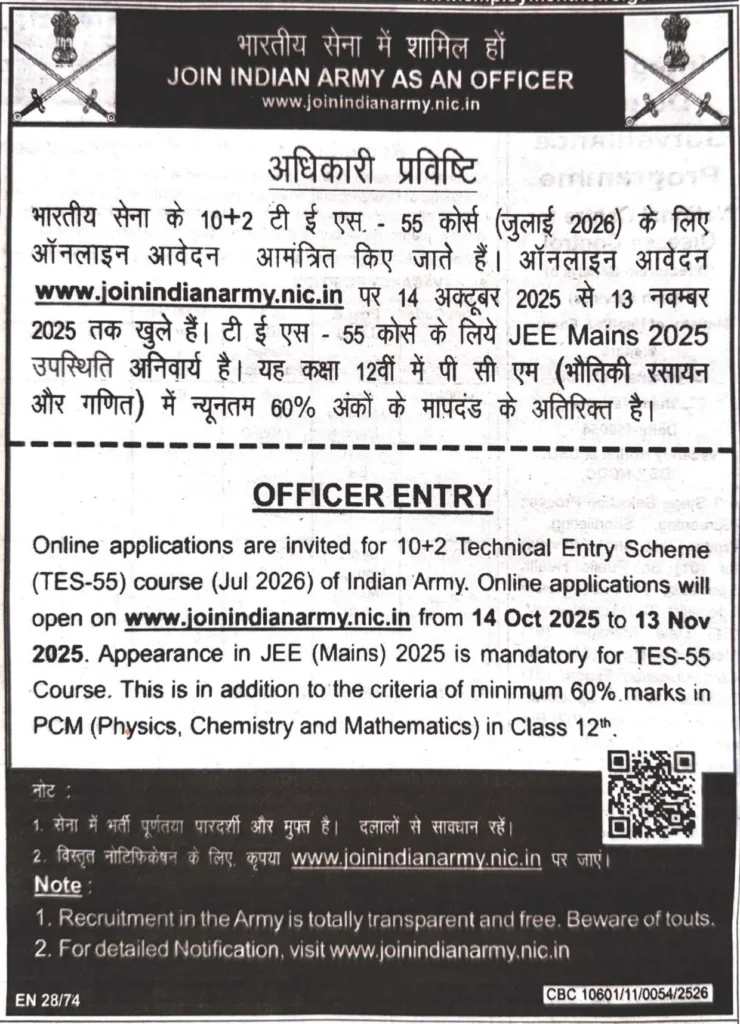 भारतीय सेना में शामिल हों
JOIN INDIAN ARMY AS AN OFFICER
www.joinindianarmy.nic.in
अधिकारी प्रविष्टि
भारतीय सेना के 10+2 टी ई एस. - 55 कोर्स (जुलाई 2026) के लिए
ऑनलाइन आवेदन आमंत्रित किए जाते हैं। ऑनलाइन आवेदन
www.joinindianarmy.nic.in पर 14 अक्टूबर 2025 से 13 नवम्बर
2025 तक खुले हैं। टी ई एस - 55 कोर्स के लिये JEE Mains 2025
उपस्थिति अनिवार्य है। यह कक्षा 12वीं में पी सी एम (भौतिकी रसायन
और गणित) में न्यूनतम 60% अंकों के मापदंड के अतिरिक्त है।
OFFICER ENTRY
Online applications are invited for 10+2 Technical Entry Scheme
(TES-55) course (Jul 2026) of Indian Army. Online applications will
open on www.joinindianarmy.nic.in from 14 Oct 2025 to 13 Nov
2025. Appearance in JEE (Mains) 2025 is mandatory for TES-55
Course. This is in addition to the criteria of minimum 60% marks in
PCM (Physics, Chemistry and Mathematics) in Class 12th.
नोट :
1. सेना में भर्ती पूर्णतया पारदर्शी और मुफ्त है। दलालों से सावधान रहें।
2. विस्तृत नोटिफिकेशन के लिए, कृपया www.joinindianarmy.nic.in पर जाएं।
Note :
1. Recruitment in the Army is totally transparent and free. Beware of touts.
2. For detailed Notification, visit www.joinindianarmy.nic.in
EN 28/74
CBC 10601/11/0054/2526